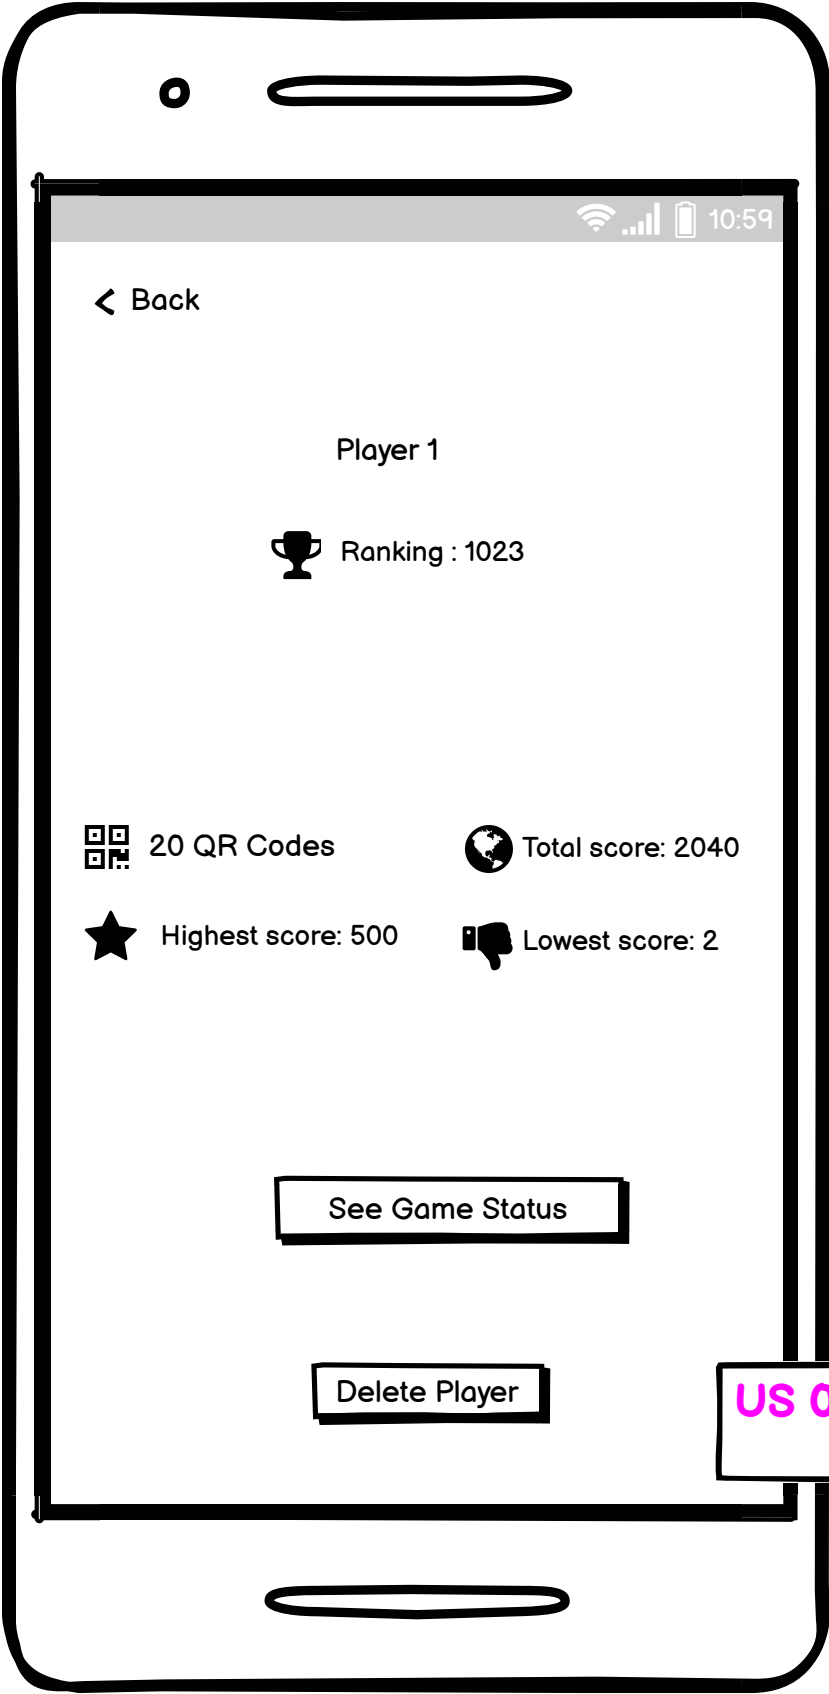 10:59
Back
Player 1
Ranking : 1023
20 QR Codes
Total score: 2040
Highest score: 500
Lowest score: 2
See Game Status
Delete Player
US